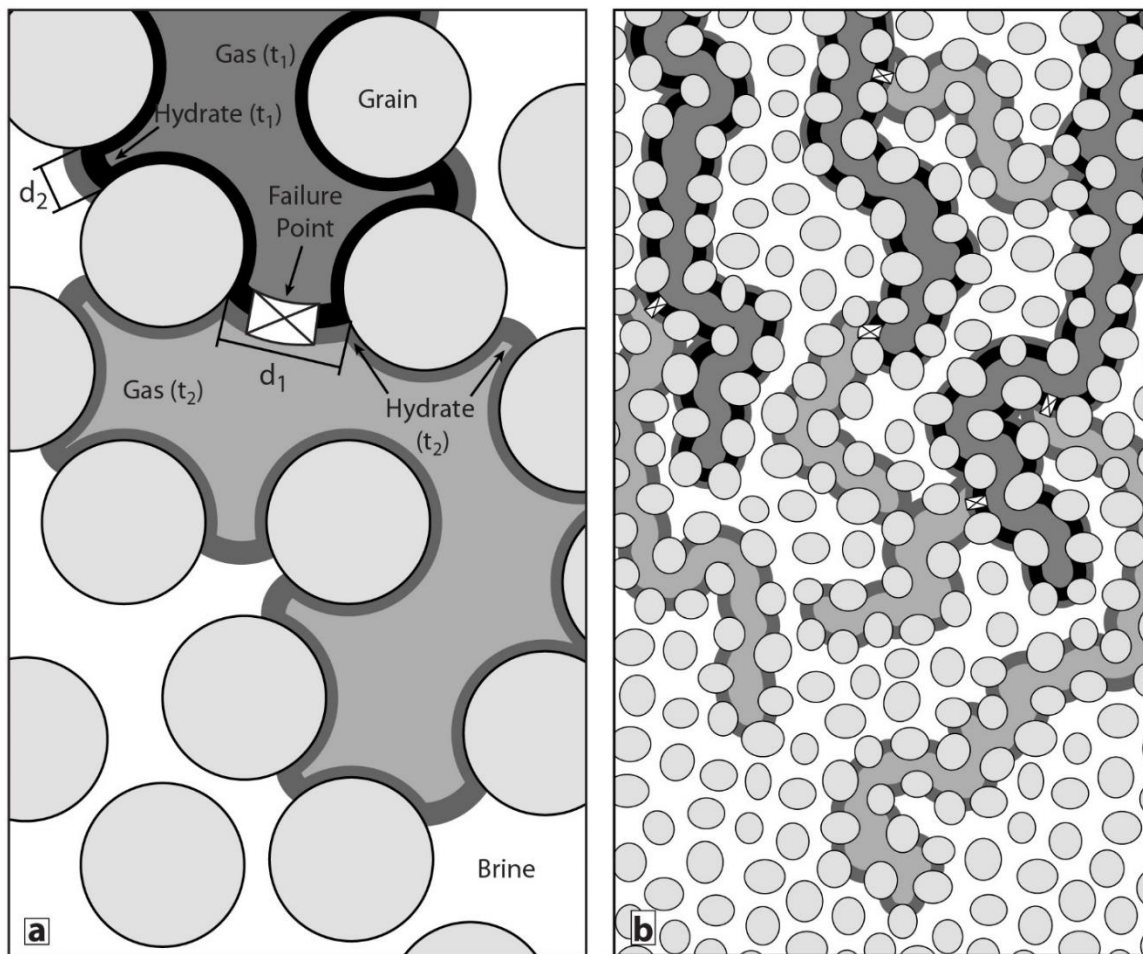 Gas (t₁)
Grain
Hydrate (t₁)
d₂
Failure
Point
d₁
Gas (t₂)
Hydrate
(t₂)
Brine
a
b